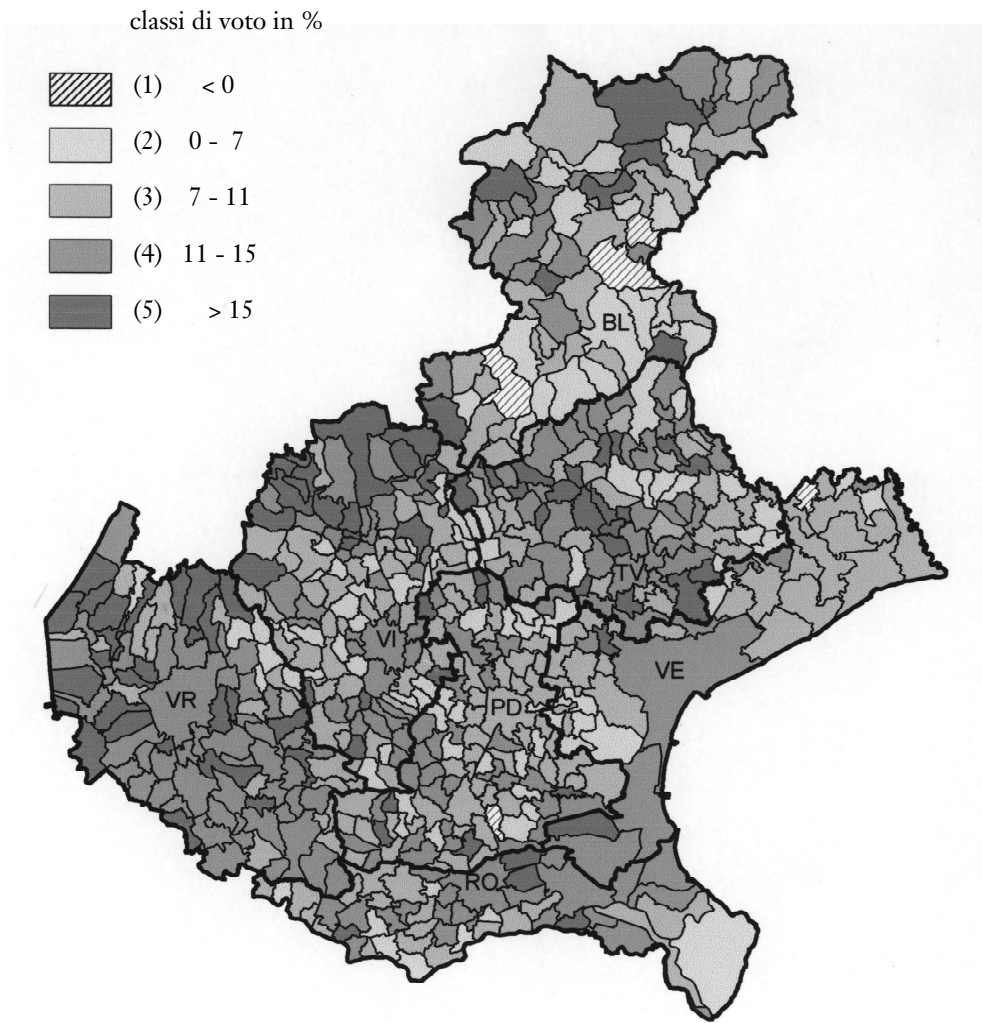 classi di voto in %
(1) < 0
(2) 0 - 7
(3) 7 - 11
(4) 11 - 15
(5) > 15
BL
TV
VI
VE
VR
PD
RO